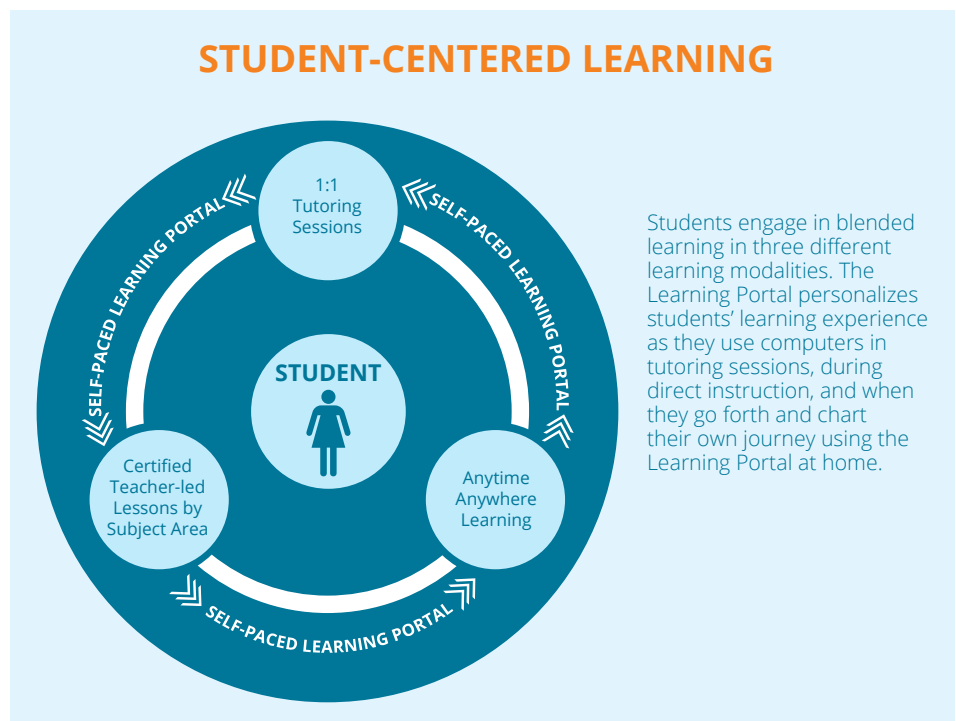 STUDENT-CENTERED LEARNING
1:1
Tutoring
Sessions
SELF-PACED LEARNING PORTAL
SELF-PACED LEARNING PORTAL
STUDENT
Certified
Teacher-led
Lessons by
Subject Area
Anytime
Anywhere
Learning
SELF-PACED LEARNING PORTAL
Students engage in blended
learning in three different
learning modalities. The
Learning Portal personalizes
students’ learning experience
as they use computers in
tutoring sessions, during
direct instruction, and when
they go forth and chart
their own journey using the
Learning Portal at home.